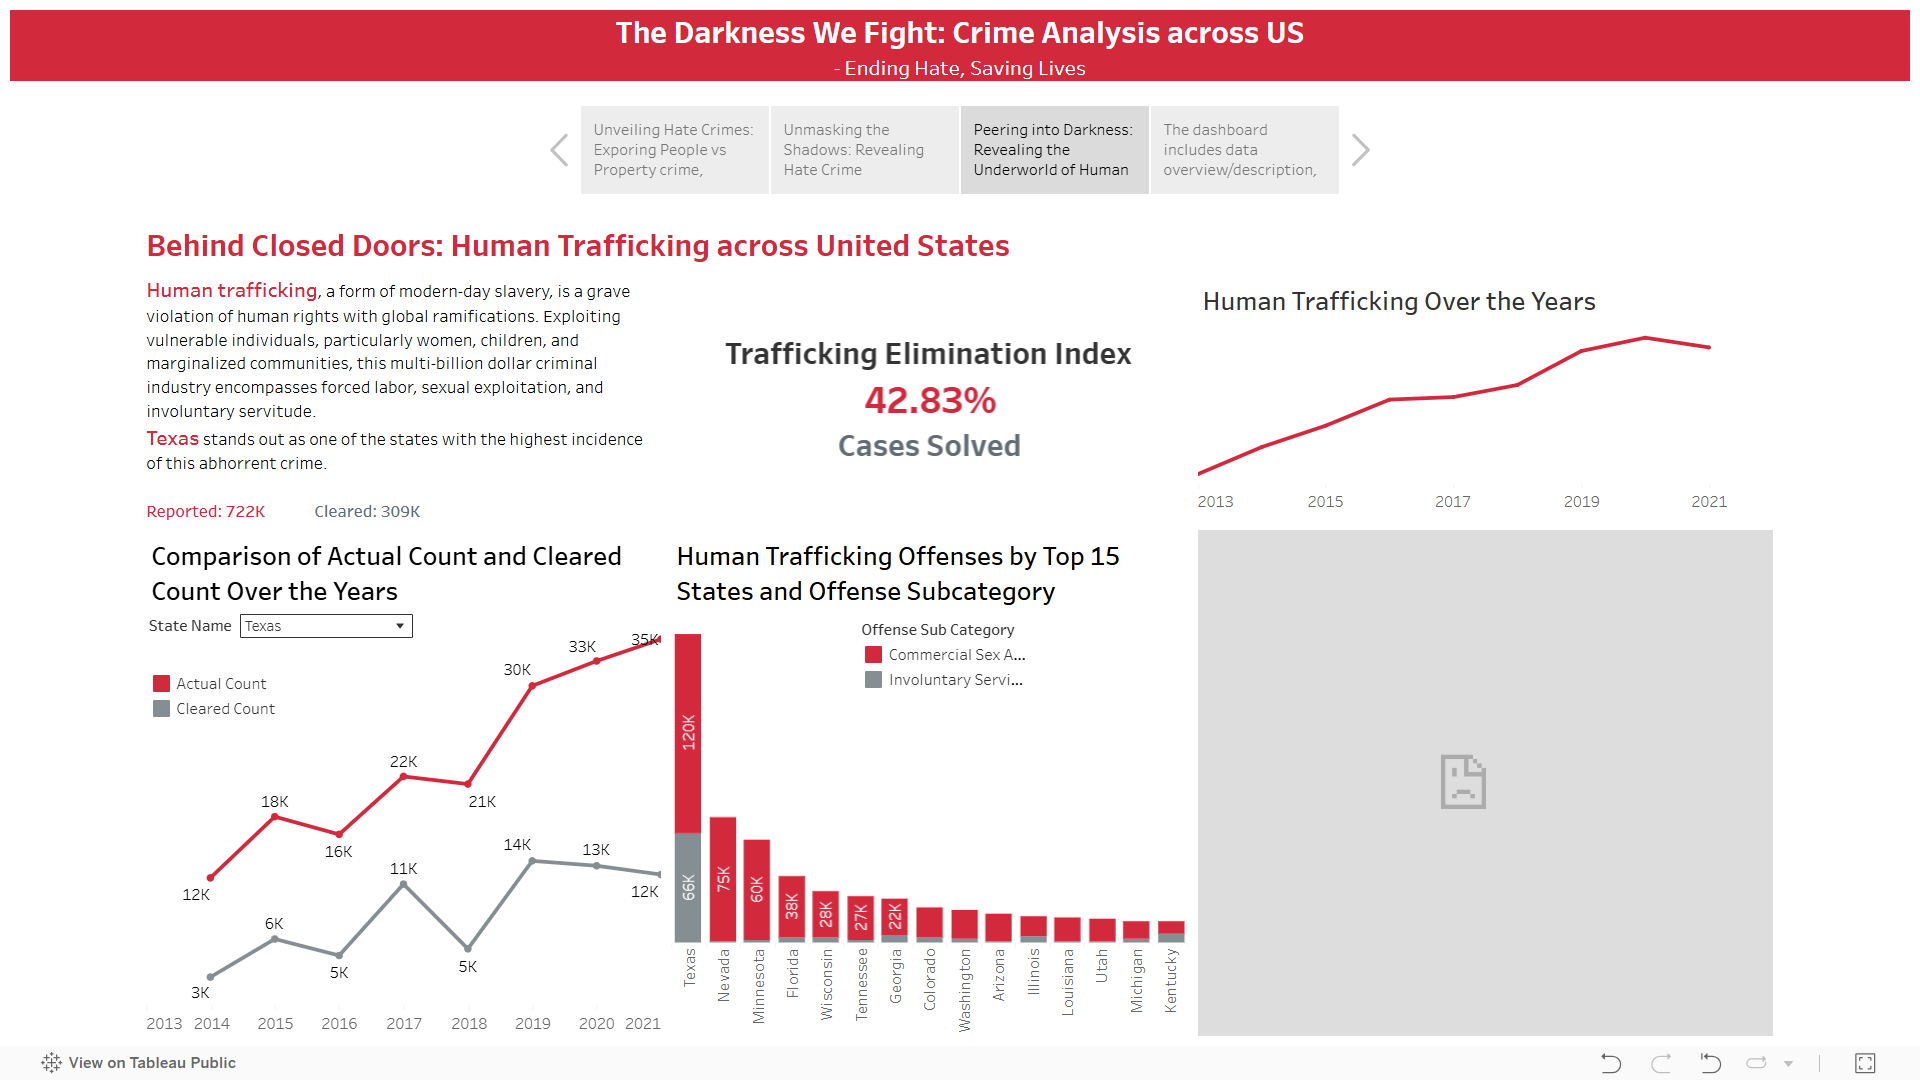 The Darkness We Fight: Crime Analysis across US
- Ending Hate, Saving Lives
Unveiling Hate Crimes:
Exporing People vs
Property crime,
Unmasking the
Shadows: Revealing
Hate Crime
Peering into Darkness:
Revealing the
Underworld of Human
The dashboard
includes data
overview/description,
Behind Closed Doors: Human Trafficking across United States
Human trafficking, a form of modern-day slavery, is a grave
violation of human rights with global ramifications. Exploiting
vulnerable individuals, particularly women, children, and
marginalized communities, this multi-billion dollar criminal
industry encompasses forced labor, sexual exploitation, and
involuntary servitude.
Texas stands out as one of the states with the highest incidence
of this abhorrent crime.
Reported: 722K
Cleared: 309K
Trafficking Elimination Index
42.83%
Cases Solved
Human Trafficking Over the Years
2013
2015
2017
2019
2021
Comparison of Actual Count and Cleared
Count Over the Years
State Name
Texas
Actual Count
Cleared Count
12K
18K
16K
22K
21K
30K
33K
35K
3K
6K
5K
11K
5K
14K
13K
12K
2013
2014
2015
2016
2017
2018
2019
2020
2021
Human Trafficking Offenses by Top 15
States and Offense Subcategory
Offense Sub Category
Commercial Sex A...
Involuntary Servi...
120K
66K
75K
60K
38K
28K
27K
22K
Texas
Nevada
Minnesota
Florida
Wisconsin
Tennessee
Georgia
Colorado
Washington
Arizona
Illinois
Louisiana
Utah
Michigan
Kentucky
View on Tableau Public